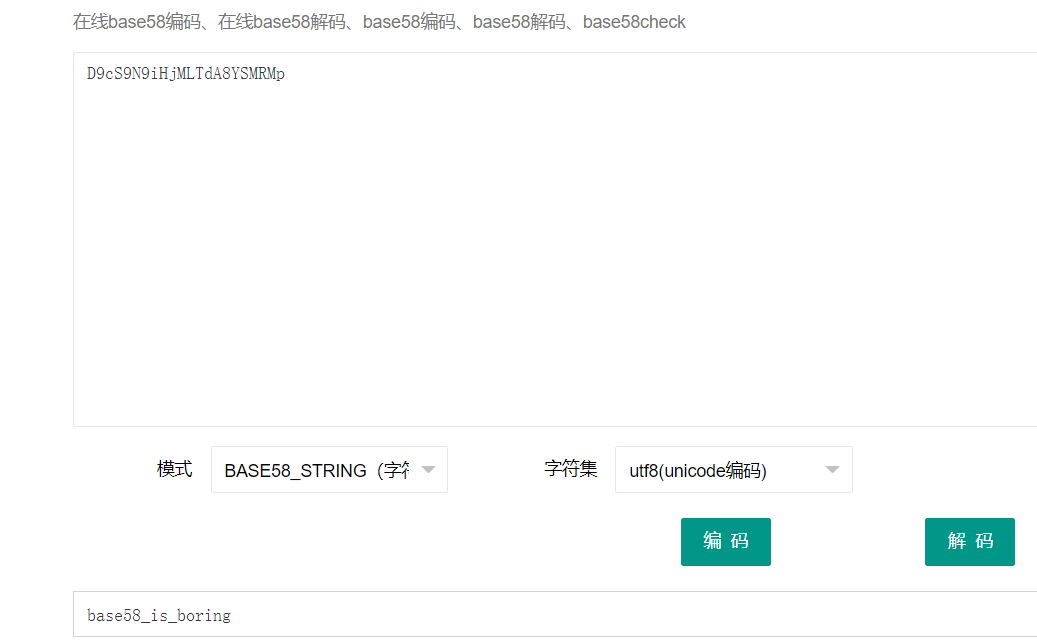 在线base58编码、在线base58解码、base58编码、base58解码、base58check
D9cS9N9iHjMLTdA8YSMRMp
模式 BASE58_STRING（字符 字符集 utf8(unicode编码)
编 码 解 码
base58_is_boring